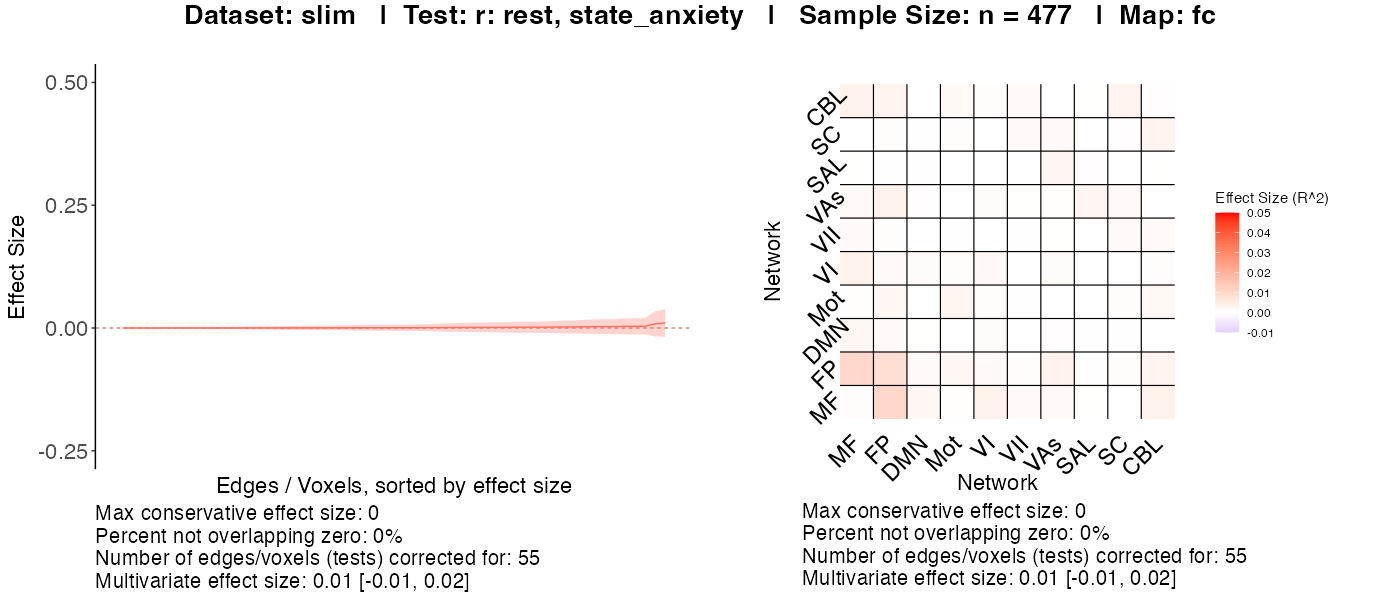 Dataset: slim | Test: r: rest, state_anxiety | Sample Size: n = 477 | Map: fc
0.50
0.25
0.00
-0.25
Effect Size
Edges / Voxels, sorted by effect size
Max conservative effect size: 0
Percent not overlapping zero: 0%
Number of edges/voxels (tests) corrected for: 55
Multivariate effect size: 0.01 [-0.01, 0.02]
Network
CBL
SC
SAL
VAs
VII
VI
Mot
DMN
FP
MF
MF FP DMN Mot VI VII VAs SAL SC CBL
Network
Effect Size (R^2)
0.05
0.04
0.03
0.02
0.01
0.00
-0.01
Max conservative effect size: 0
Percent not overlapping zero: 0%
Number of edges/voxels (tests) corrected for: 55
Multivariate effect size: 0.01 [-0.01, 0.02]